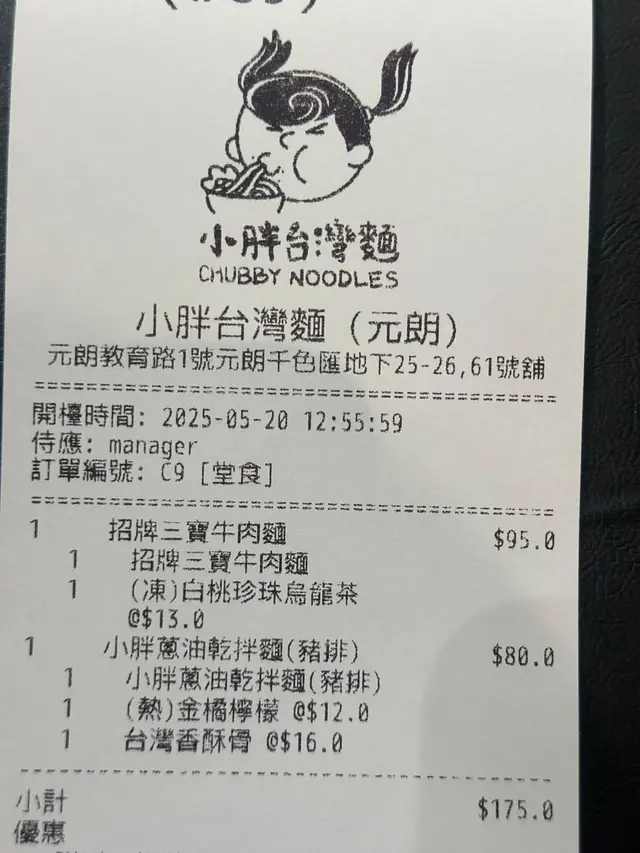 小胖台灣麵
CHUBBY NOODLES
小胖台灣麵 (元朗)
元朗教育路1號元朗千色匯地下25-26,61號舖
開檯時間: 2025-05-20 12:55:59
侍應: manager
訂單編號: C9 [堂食]
1 招牌三寶牛肉麵 $95.0
1 招牌三寶牛肉麵
1 (凍)白桃珍珠烏龍茶
@$13.0
1 小胖蔥油乾拌麵(豬排) $80.0
1 小胖蔥油乾拌麵(豬排)
1 (熱)金橘檸檬 @$12.0
1 台灣香酥骨 @$16.0
小計 $175.0
優惠